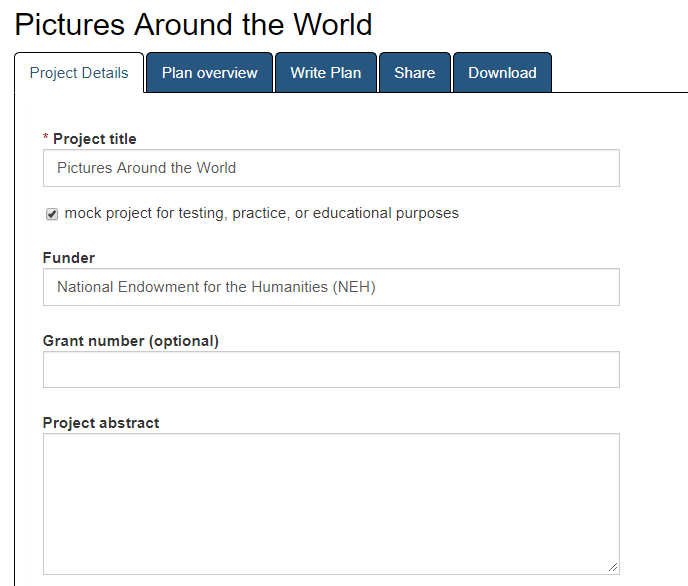 Pictures Around the World
Project Details Plan overview Write Plan Share Download
* Project title
Pictures Around the World
mock project for testing, practice, or educational purposes
Funder
National Endowment for the Humanities (NEH)
Grant number (optional)
Project abstract